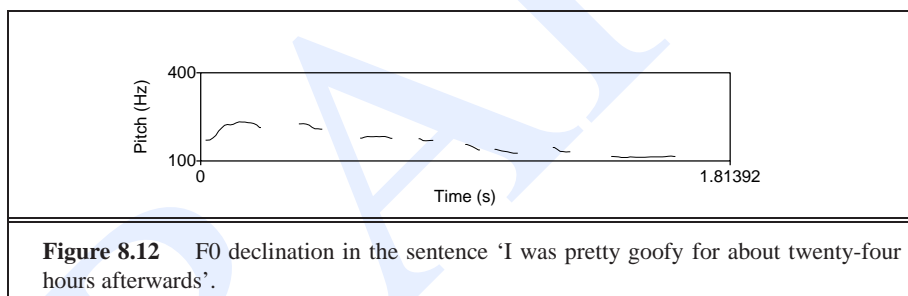 400
Pitch (Hz)
100
0
1.81392
Time (s)
Figure 8.12 F0 declination in the sentence ‘I was pretty goofy for about twenty-four
hours afterwards’.